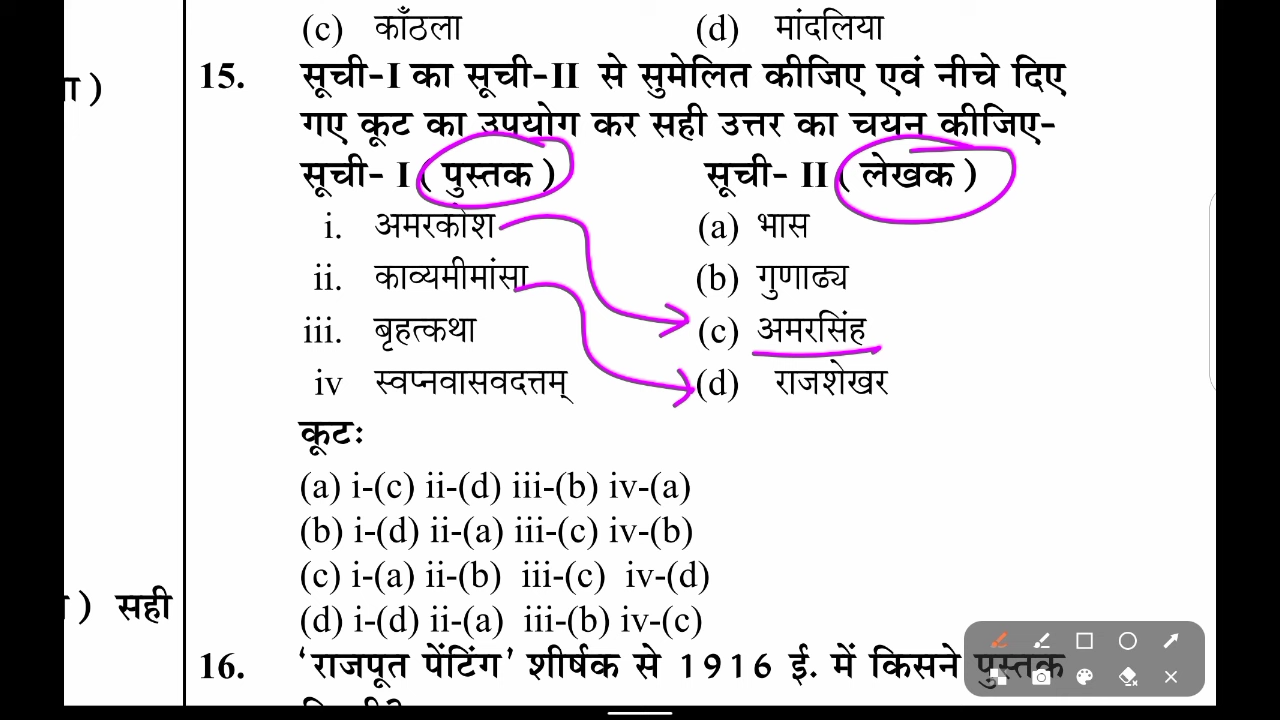 (c) काँठला (d) मांदलिया
15. सूची-I का सूची-II से सुमेलित कीजिए एवं नीचे दिए
ा )
गए कूट का उपयोग कर सही उत्तर का चयन कीजिए-
सूची- I ( पुस्तक ) सूची- II ( लेखक )
i. अमरकोश (a) भास
ii. काव्यमीमांसा (b) गुणाढ्य
iii. बृहत्कथा (c) अमरसिंह
iv स्वप्नवासवदत्तम् (d) राजशेखर
कूटः
(a) i-(c) ii-(d) iii-(b) iv-(a)
(b) i-(d) ii-(a) iii-(c) iv-(b)
(c) i-(a) ii-(b) iii-(c) iv-(d)
) सही
(d) i-(d) ii-(a) iii-(b) iv-(c)
16. 'राजपूत पेंटिंग' शीर्षक से 1916 ई. में किसने पुस्तक